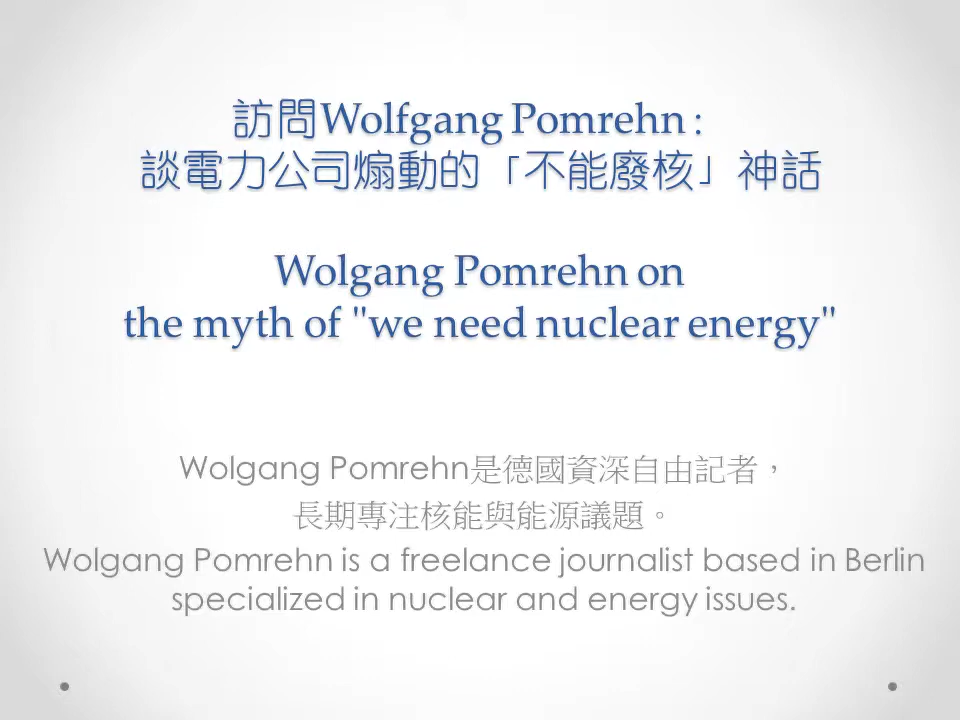 訪問Wolfgang Pomrehn :
談電力公司煽動的「不能廢核」神話
Wolgang Pomrehn on
the myth of "we need nuclear energy"
Wolgang Pomrehn是德國資深自由記者，
長期專注核能與能源議題。
Wolgang Pomrehn is a freelance journalist based in Berlin
specialized in nuclear and energy issues.